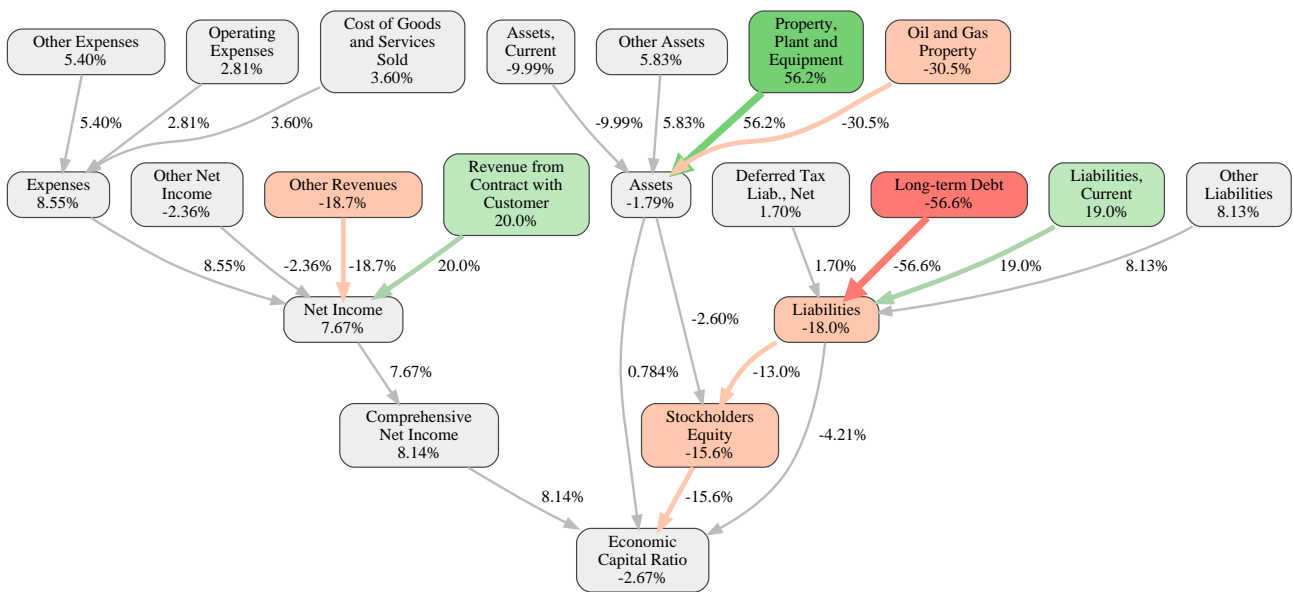 Other Expenses
5.40%
Operating
Expenses
2.81%
Cost of Goods
and Services
Sold
3.60%
Assets,
Current
-9.99%
Other Assets
5.83%
Property,
Plant and
Equipment
56.2%
Oil and Gas
Property
-30.5%
5.40%
2.81%
3.60%
-9.99%
5.83%
56.2%
-30.5%
Expenses
8.55%
Other Net
Income
-2.36%
Other Revenues
-18.7%
Revenue from
Contract with
Customer
20.0%
Assets
-1.79%
Deferred Tax
Liab., Net
1.70%
Long-term Debt
-56.6%
Liabilities,
Current
19.0%
Other
Liabilities
8.13%
8.55%
-2.36%
-18.7%
20.0%
1.70%
-56.6%
19.0%
8.13%
Net Income
7.67%
Liabilities
-18.0%
-2.60%
7.67%
0.784%
-13.0%
Comprehensive
Net Income
8.14%
Stockholders
Equity
-15.6%
-4.21%
8.14%
-15.6%
Economic
Capital Ratio
-2.67%